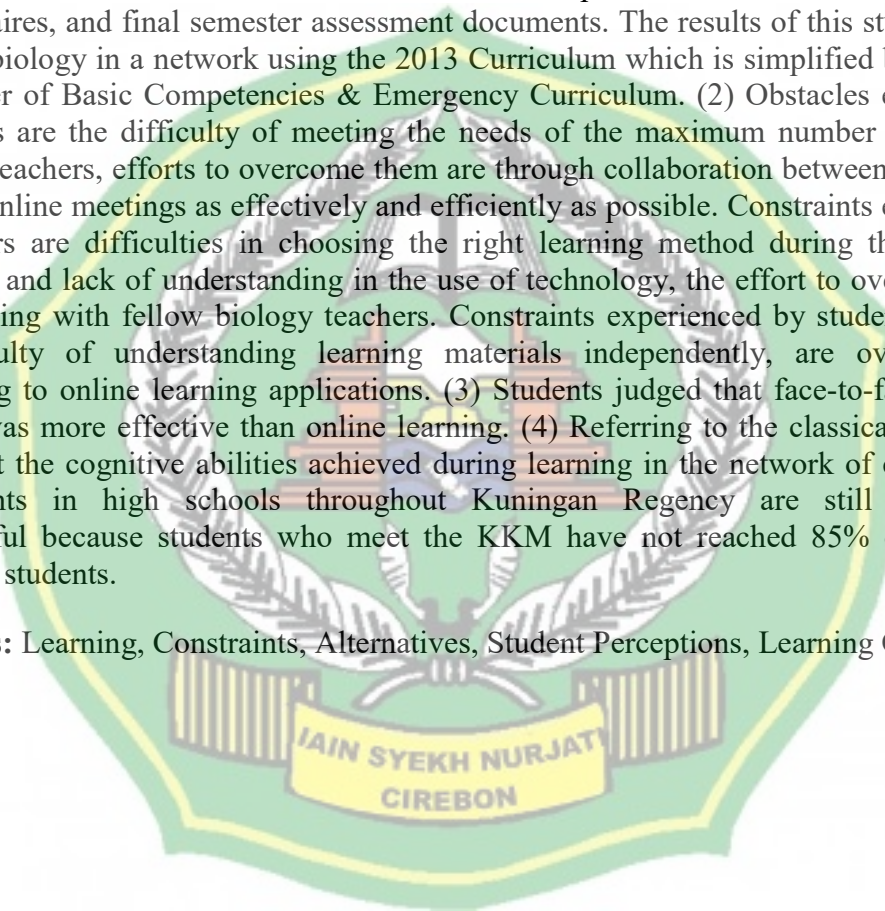 aires, and final semester assessment documents. The results of this st
biology in a network using the 2013 Curriculum which is simplified
er of Basic Competencies & Emergency Curriculum. (2) Obstacles
s are the difficulty of meeting the needs of the maximum number
teachers, efforts to overcome them are through collaboration between
nline meetings as effectively and efficiently as possible. Constraints
rs are difficulties in choosing the right learning method during th
and lack of understanding in the use of technology, the effort to ov
ing with fellow biology teachers. Constraints experienced by stude
ulty of understanding learning materials independently, are ov
g to online learning applications. (3) Students judged that face-to-f
was more effective than online learning. (4) Referring to the classica
t the cognitive abilities achieved during learning in the network of
nts in high schools throughout Kuningan Regency are still
ful because students who meet the KKM have not reached 85%
students.
: Learning, Constraints, Alternatives, Student Perceptions, Learning
IAIN SYEKH NURJATI
CIREBON